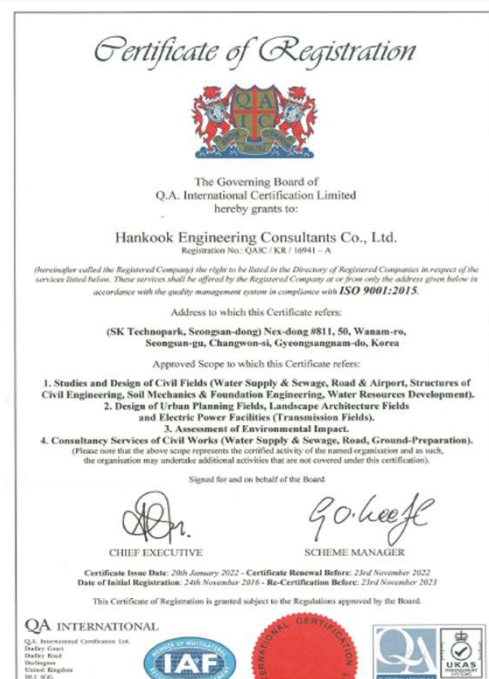 Certificate of Registration
QA
IC
The Governing Board of
Q.A. International Certification Limited
hereby grants to:
Hankook Engineering Consultants Co., Ltd.
Registration No.: QAIC / KR / 16941 – A
(hereinafter called the Registered Company) the right to be listed in the Directory of Registered Companies in respect of the
services listed below. These services shall be offered by the Registered Company at or from only the address given below in
accordance with the quality management system in compliance with ISO 9001:2015.
Address to which this Certificate refers:
(SK Technopark, Seongsan-dong) Nex-dong #811, 50, Wanam-ro,
Seongsan-gu, Changwon-si, Gyeongsangnam-do, Korea
Approved Scope to which this Certificate refers:
1. Studies and Design of Civil Fields (Water Supply & Sewage, Road & Airport, Structures of
Civil Engineering, Soil Mechanics & Foundation Engineering, Water Resources Development).
2. Design of Urban Planning Fields, Landscape Architecture Fields
and Electric Power Facilities (Transmission Fields).
3. Assessment of Environmental Impact.
4. Consultancy Services of Civil Works (Water Supply & Sewage, Road, Ground-Preparation).
(Please note that the above scope represents the certified activity of the named organisation and as such,
the organisation may undertake additional activities that are not covered under this certification).
Signed for and on behalf of the Board
CHIEF EXECUTIVE
SCHEME MANAGER
Certificate Issue Date: 20th January 2022 - Certificate Renewal Before: 23rd November 2022
Date of Initial Registration: 24th November 2016 - Re-Certification Before: 23rd November 2023
This Certificate of Registration is granted subject to the Regulations approved by the Board.
QA INTERNATIONAL
Q.A. International Certification Ltd.
Dudley Court
Dudley Road
Darlington
United Kingdom
DL1 4GG
MEMBER OF MULTILATERAL
IAF
CERTIFICATION
QA
UKAS
MANAGEMENT
SYSTEMS